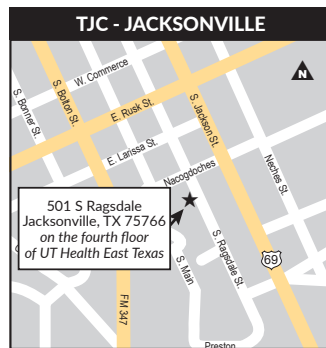 TJC - JACKSONVILLE
W. Commerce
N
S. Bonner St.
S. Bolton St.
E. Rusk St.
S. Jackson St.
E. Larissa St.
Nacogdoches
Neches St.
501 S Ragsdale
Jacksonville, TX 75766
on the fourth floor
of UT Health East Texas
S. Ragsdale St.
S. Main
69
FM 347
Preston